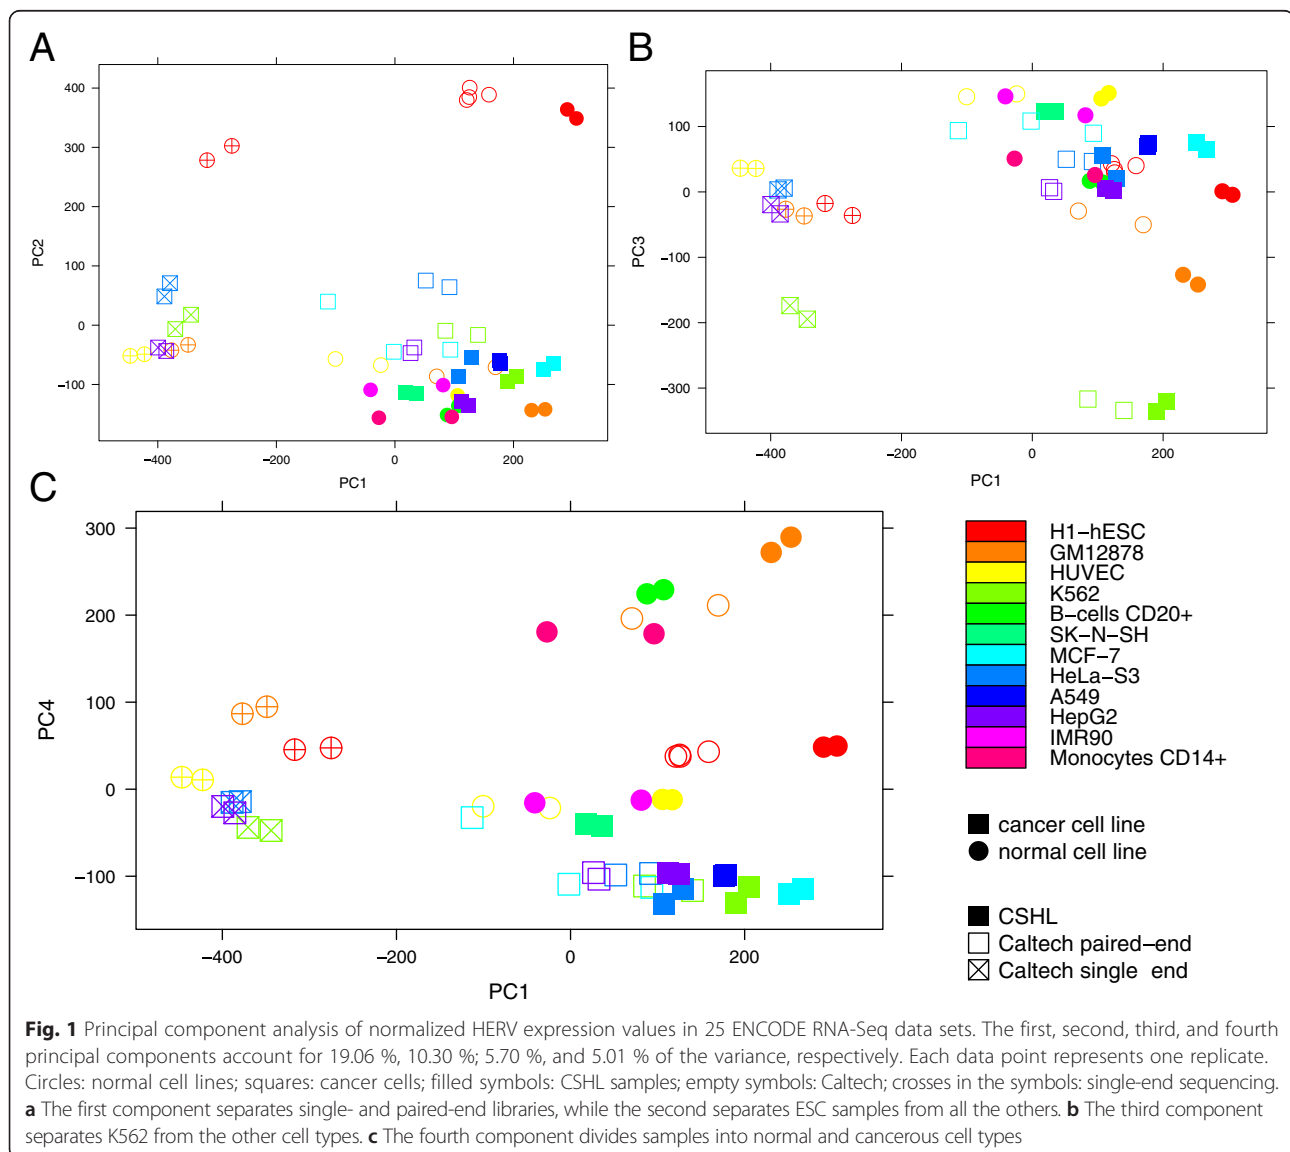 A
B
400
300
200
100
0
−100
PC2
−400
−200
0
200
PC1
100
0
−100
−200
−300
PC3
−400
−200
0
200
PC1
C
300
200
100
0
−100
PC4
−400
−200
0
200
PC1
H1−hESC
GM12878
HUVEC
K562
B−cells CD20+
SK−N−SH
MCF−7
HeLa−S3
A549
HepG2
IMR90
Monocytes CD14+
cancer cell line
normal cell line
CSHL
Caltech paired−end
Caltech single end
Fig. 1 Principal component analysis of normalized HERV expression values in 25 ENCODE RNA-Seq data sets. The first, second, third, and fourth
principal components account for 19.06 %, 10.30 %; 5.70 %, and 5.01 % of the variance, respectively. Each data point represents one replicate.
Circles: normal cell lines; squares: cancer cells; filled symbols: CSHL samples; empty symbols: Caltech; crosses in the symbols: single-end sequencing.
a The first component separates single- and paired-end libraries, while the second separates ESC samples from all the others. b The third component
separates K562 from the other cell types. c The fourth component divides samples into normal and cancerous cell types